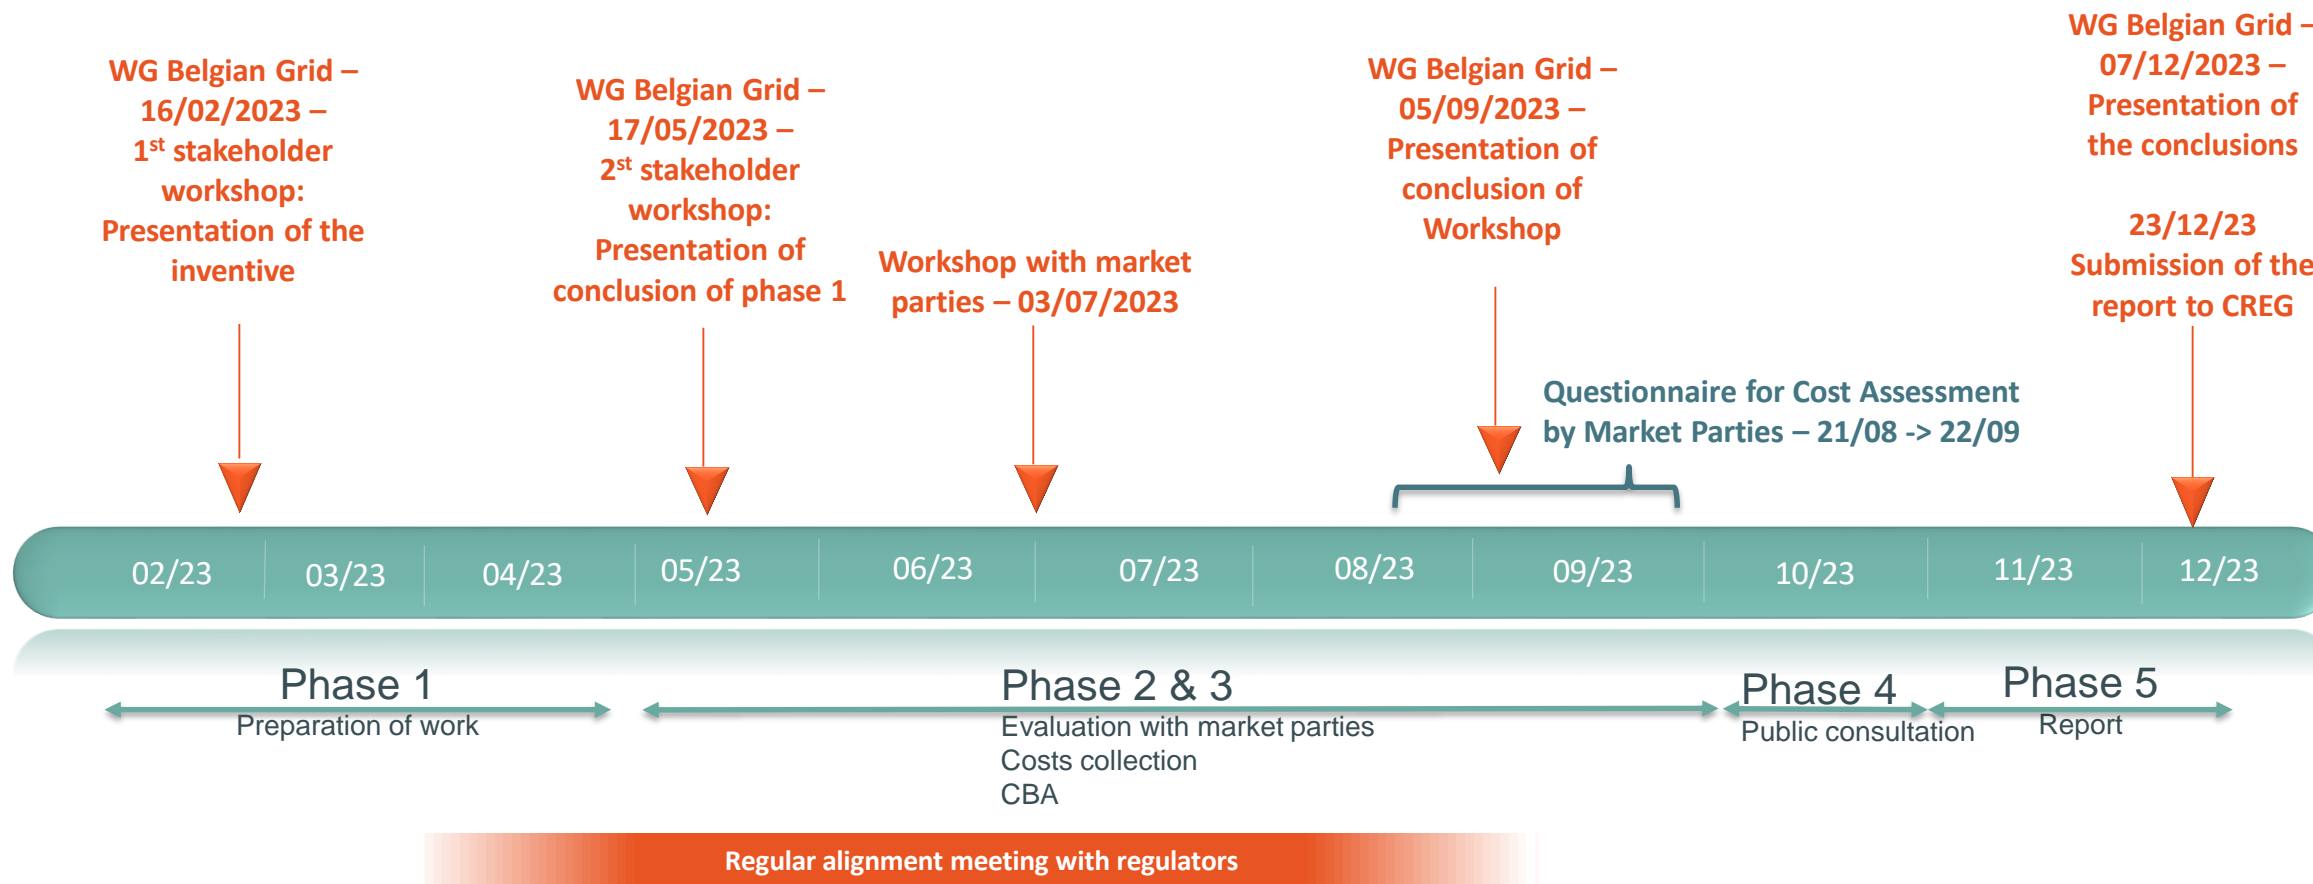 WG Belgian Grid –
16/02/2023 –
1st stakeholder
workshop:
Presentation of the
inventive
WG Belgian Grid –
17/05/2023 –
2st stakeholder
workshop:
Presentation of
conclusion of phase 1
Workshop with market
parties – 03/07/2023
WG Belgian Grid –
05/09/2023 –
Presentation of
conclusion of
Workshop
WG Belgian Grid –
07/12/2023 –
Presentation of
the conclusions
23/12/23
Submission of the
report to CREG
Questionnaire for Cost Assessment
by Market Parties – 21/08 -> 22/09
02/23
03/23
04/23
05/23
06/23
07/23
08/23
09/23
10/23
11/23
12/23
Phase 1
Preparation of work
Phase 2 & 3
Evaluation with market parties
Costs collection
CBA
Phase 4
Public consultation
Phase 5
Report
Regular alignment meeting with regulators